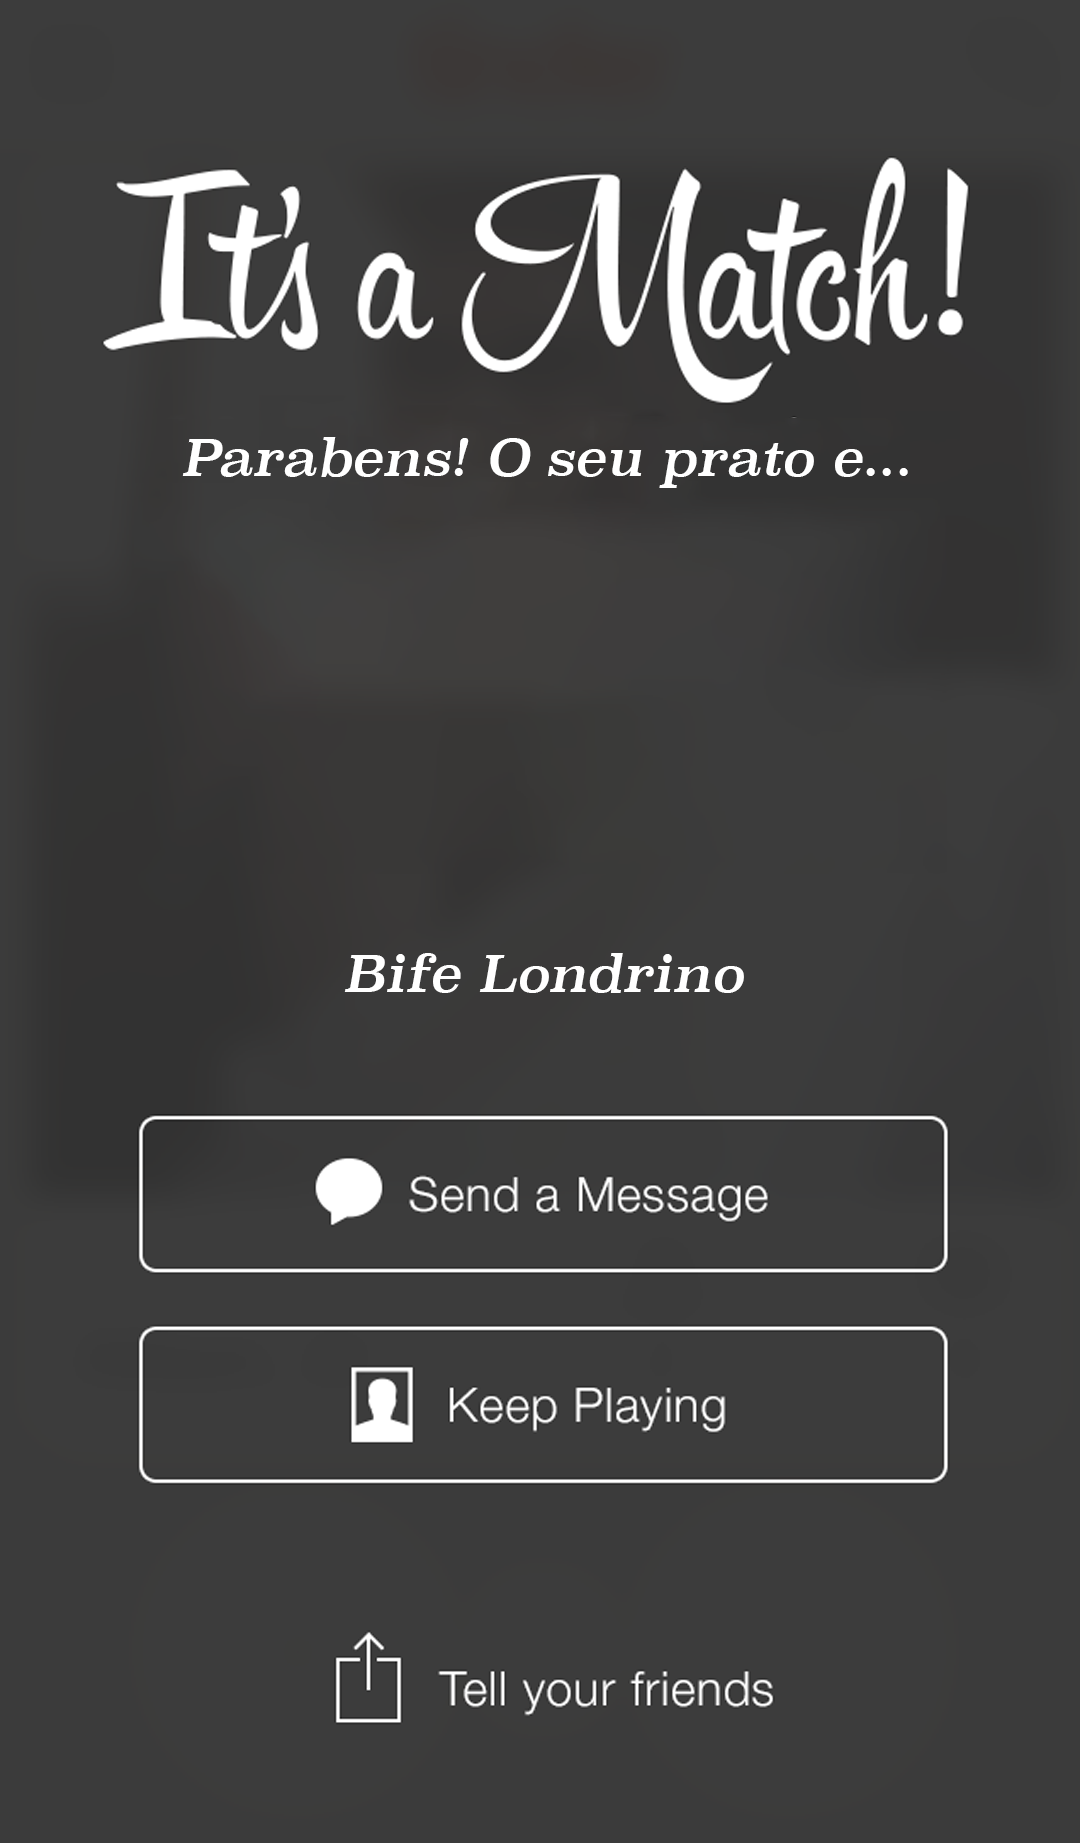 It's a Match!
Parabens! O seu prato e...
Bife Londrino
Send a Message
Keep Playing
Tell your friends